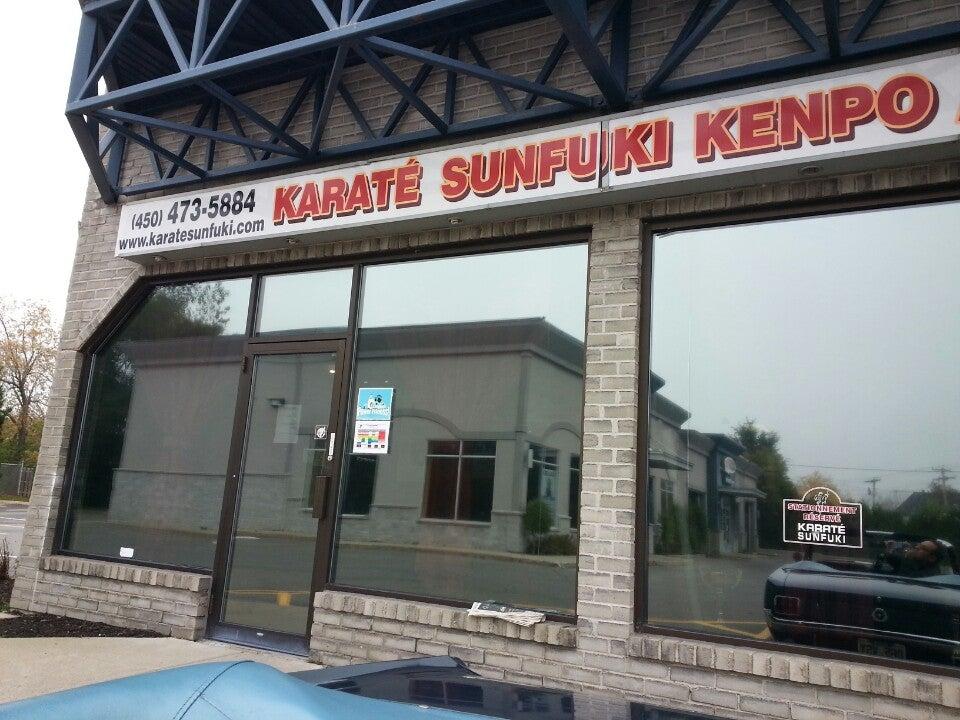 (450) 473-5884
www.karatesunfuki.com
KARATÉ SUNFUKI KENPO
STATIONNEMENT
RÉSERVÉ
KARATÉ
SUNFUKI